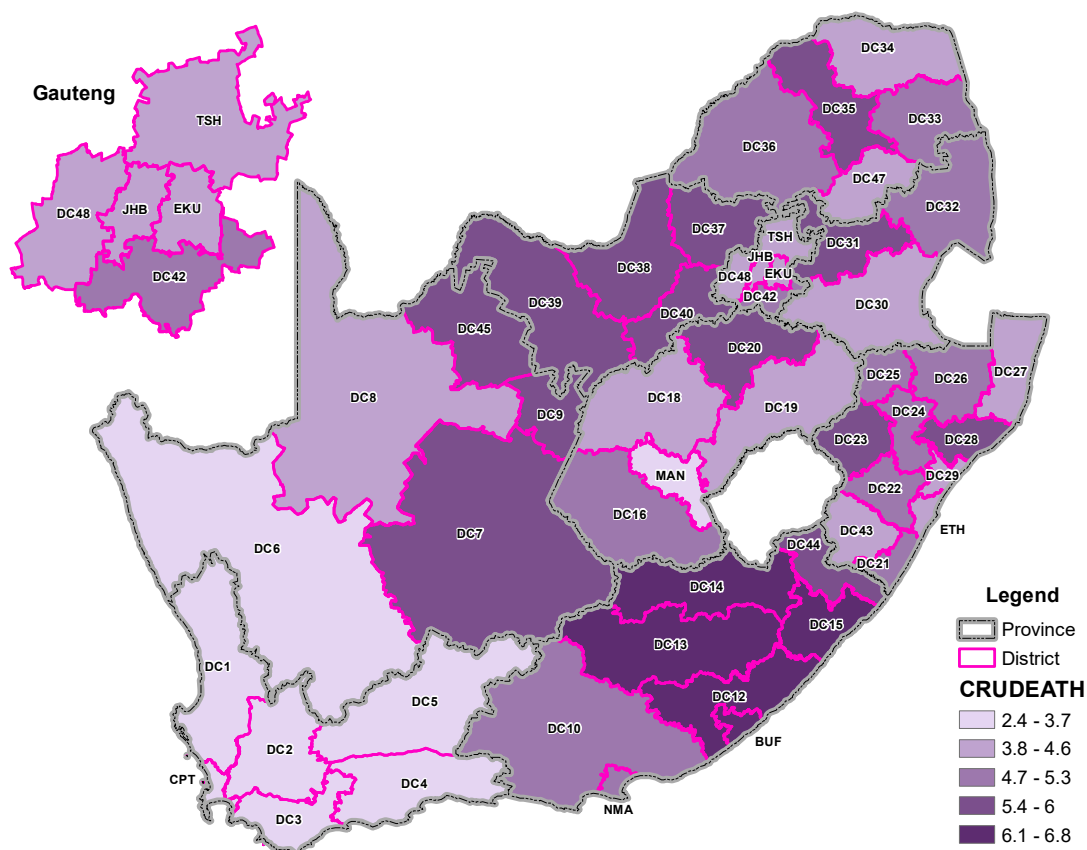 Gauteng
TSH
DC48
JHB
EKU
DC42
DC34
DC35
DC33
DC36
DC47
DC32
DC37
TSH
DC31
JHB
DC48
EKU
DC42
DC38
DC39
DC40
DC30
DC45
DC20
DC25
DC26
DC27
DC8
DC18
DC19
DC24
DC9
DC23
DC28
MAN
DC29
DC22
DC16
ETH
DC43
DC7
DC44
DC21
DC6
DC14
DC15
DC13
DC1
DC5
DC12
DC10
DC2
BUF
CPT
DC4
NMA
DC3
Legend
Province
District
CRUDEATH
2.4 - 3.7
3.8 - 4.6
4.7 - 5.3
5.4 - 6
6.1 - 6.8